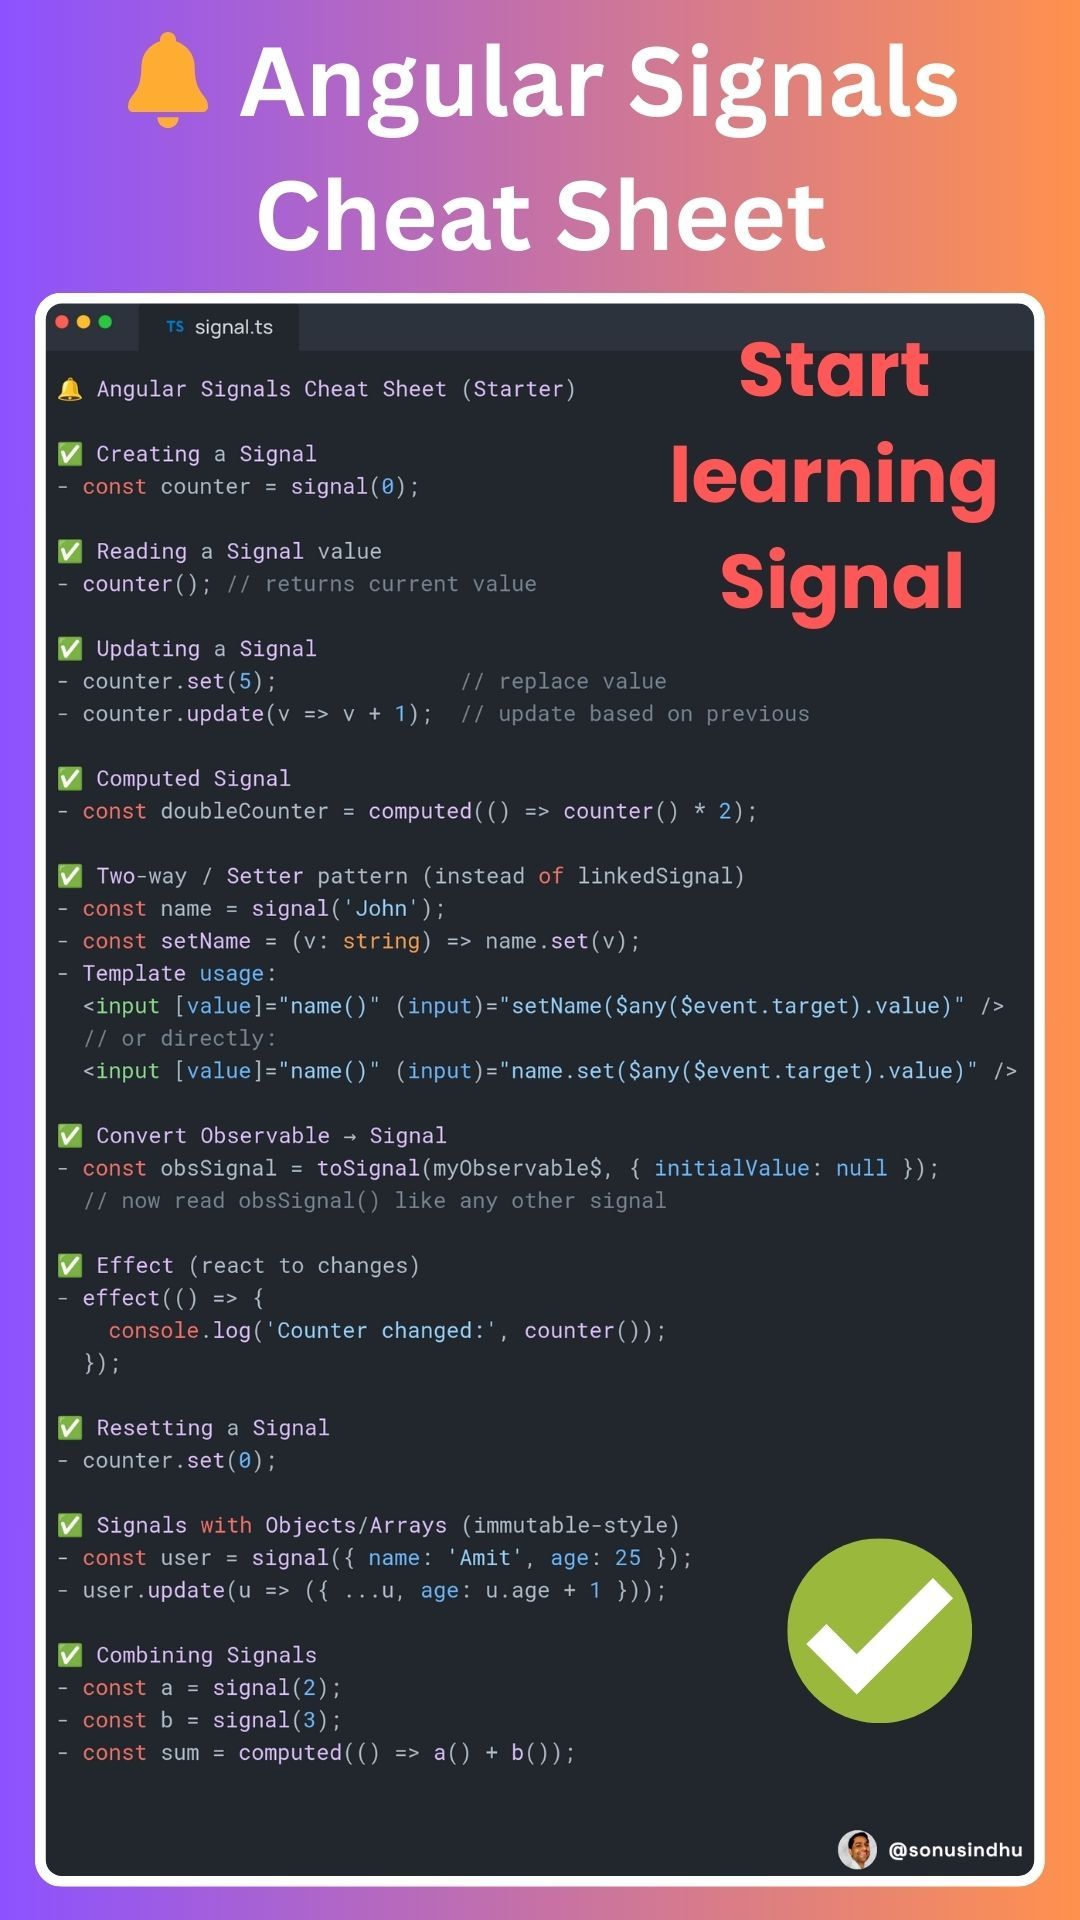 Angular Signals
Cheat Sheet
TS signal.ts
Start
learning
Signal
🔔 Angular Signals Cheat Sheet (Starter)
✅ Creating a Signal
- const counter = signal(0);
✅ Reading a Signal value
- counter(); // returns current value
✅ Updating a Signal
- counter.set(5);              // replace value
- counter.update(v => v + 1);  // update based on previous
✅ Computed Signal
- const doubleCounter = computed(() => counter() * 2);
✅ Two-way / Setter pattern (instead of linkedSignal)
- const name = signal('John');
- const setName = (v: string) => name.set(v);
- Template usage:
  <input [value]="name()" (input)="setName($any($event.target).value)" />
  // or directly:
  <input [value]="name()" (input)="name.set($any($event.target).value)" />
✅ Convert Observable → Signal
- const obsSignal = toSignal(myObservable$, { initialValue: null });
  // now read obsSignal() like any other signal
✅ Effect (react to changes)
- effect(() => {
    console.log('Counter changed:', counter());
  });
✅ Resetting a Signal
- counter.set(0);
✅ Signals with Objects/Arrays (immutable-style)
- const user = signal({ name: 'Amit', age: 25 });
- user.update(u => ({ ...u, age: u.age + 1 }));
✅ Combining Signals
- const a = signal(2);
- const b = signal(3);
- const sum = computed(() => a() + b());
@sonusindhu